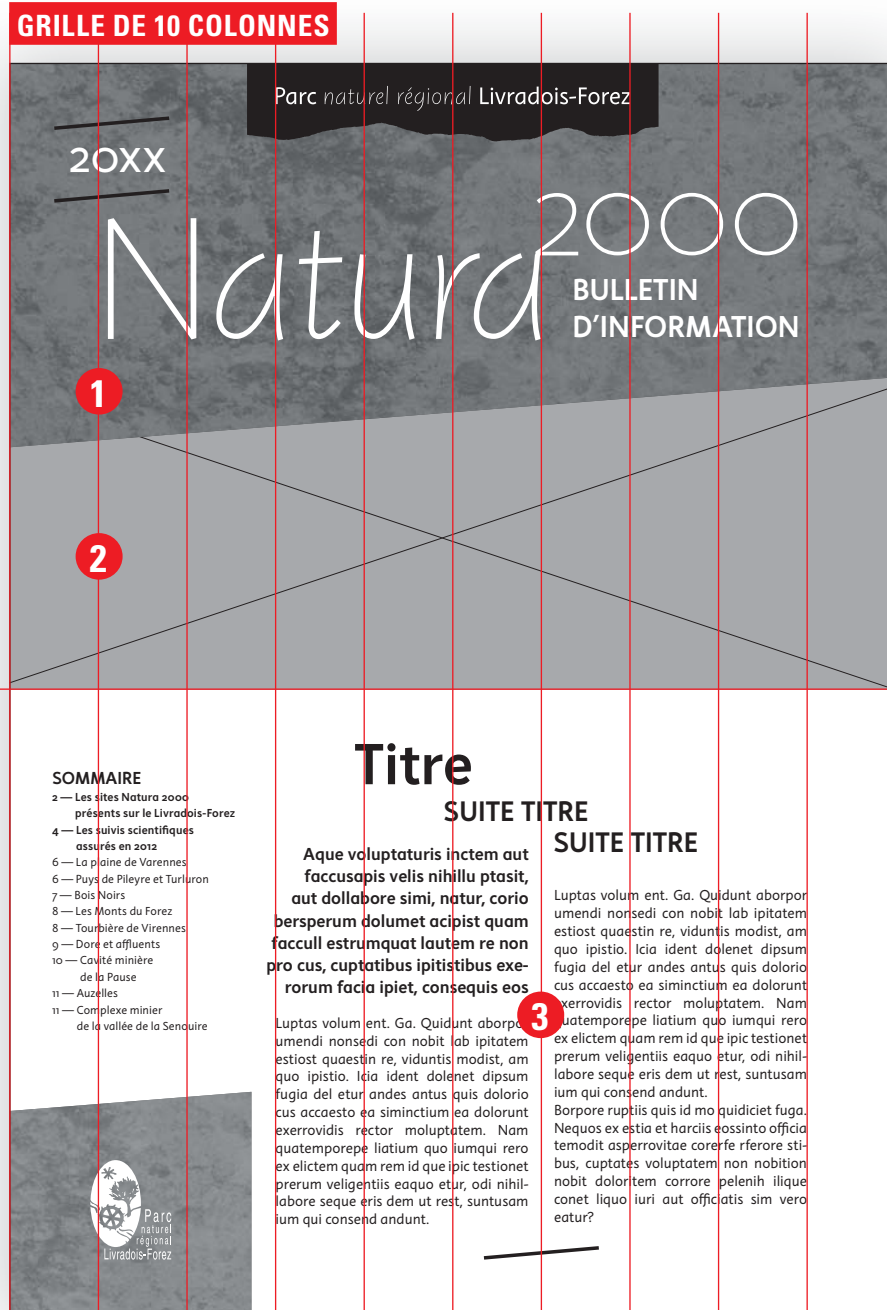 GRILLE DE 10 COLONNES
Parc naturel régional Livradois-Forez
20XX
Natura 2000
BULLETIN
D’INFORMATION
1
2
SOMMAIRE
2 — Les sites Natura 2000
présents sur le Livradois-Forez
4 — Les suivis scientifiques
assurés en 2012
6 — La plaine de Varennes
6 — Puys de Pileyre et Turluron
7 — Bois Noirs
8 — Les Monts du Forez
8 — Tourbière de Virennes
9 — Dore et affluents
10 — Cavité minière
de la Pause
11 — Auzelles
11 — Complexe minier
de la vallée de la Senouire
Titre
SUITE TITRE
SUITE TITRE
Aque voluptaturis inctem aut
faccusapis velis nihillu ptasit,
aut dollabore simi, natur, corio
bersperum dolumet acipist quam
faccull estrumquat lautem re non
pro cus, cuptatibus ipitistibus exe-
rorum facia ipiet, consequis eos
Luptas volum ent. Ga. Quidunt aborpo
umendi nonsedi con nobit lab ipitatem
estiost quaestin re, viduntis modist, am
quo ipistio. Icia ident dolenet dipsum
fugia del etur andes antus quis dolorio
cus accaesto ea siminctium ea dolorunt
exerrovidis rector moluptatem. Nam
quatemporepe liatium quo iumqui rero
ex elictem quam rem id que ipic testionet
prerum veligentiis eaquo etur, odi nihil-
labore seque eris dem ut rest, suntusam
ium qui consend andunt.
3
Luptas volum ent. Ga. Quidunt aborpor
umendi nonsedi con nobit lab ipitatem
estiost quaestin re, viduntis modist, am
quo ipistio. Icia ident dolenet dipsum
fugia del etur andes antus quis dolorio
cus accaesto ea siminctium ea dolorunt
exerrovidis rector moluptatem. Nam
quatemporepe liatium quo iumqui rero
ex elictem quam rem id que ipic testionet
prerum veligentiis eaquo etur, odi nihil-
labore seque eris dem ut rest, suntusam
ium qui consend andunt.
Borpore ruptiis quis id mo quidiciet fuga.
Nequos ex estia et harciis eossinto officia
temodit asperrovitae corerfe rferore sti-
bus, cuptates voluptatem non nobition
nobit doloritem corrore pelenih ilique
conet liquo iuri aut officiatis sim vero
eatur?
Parc
naturel
régional
Livradois-Forez